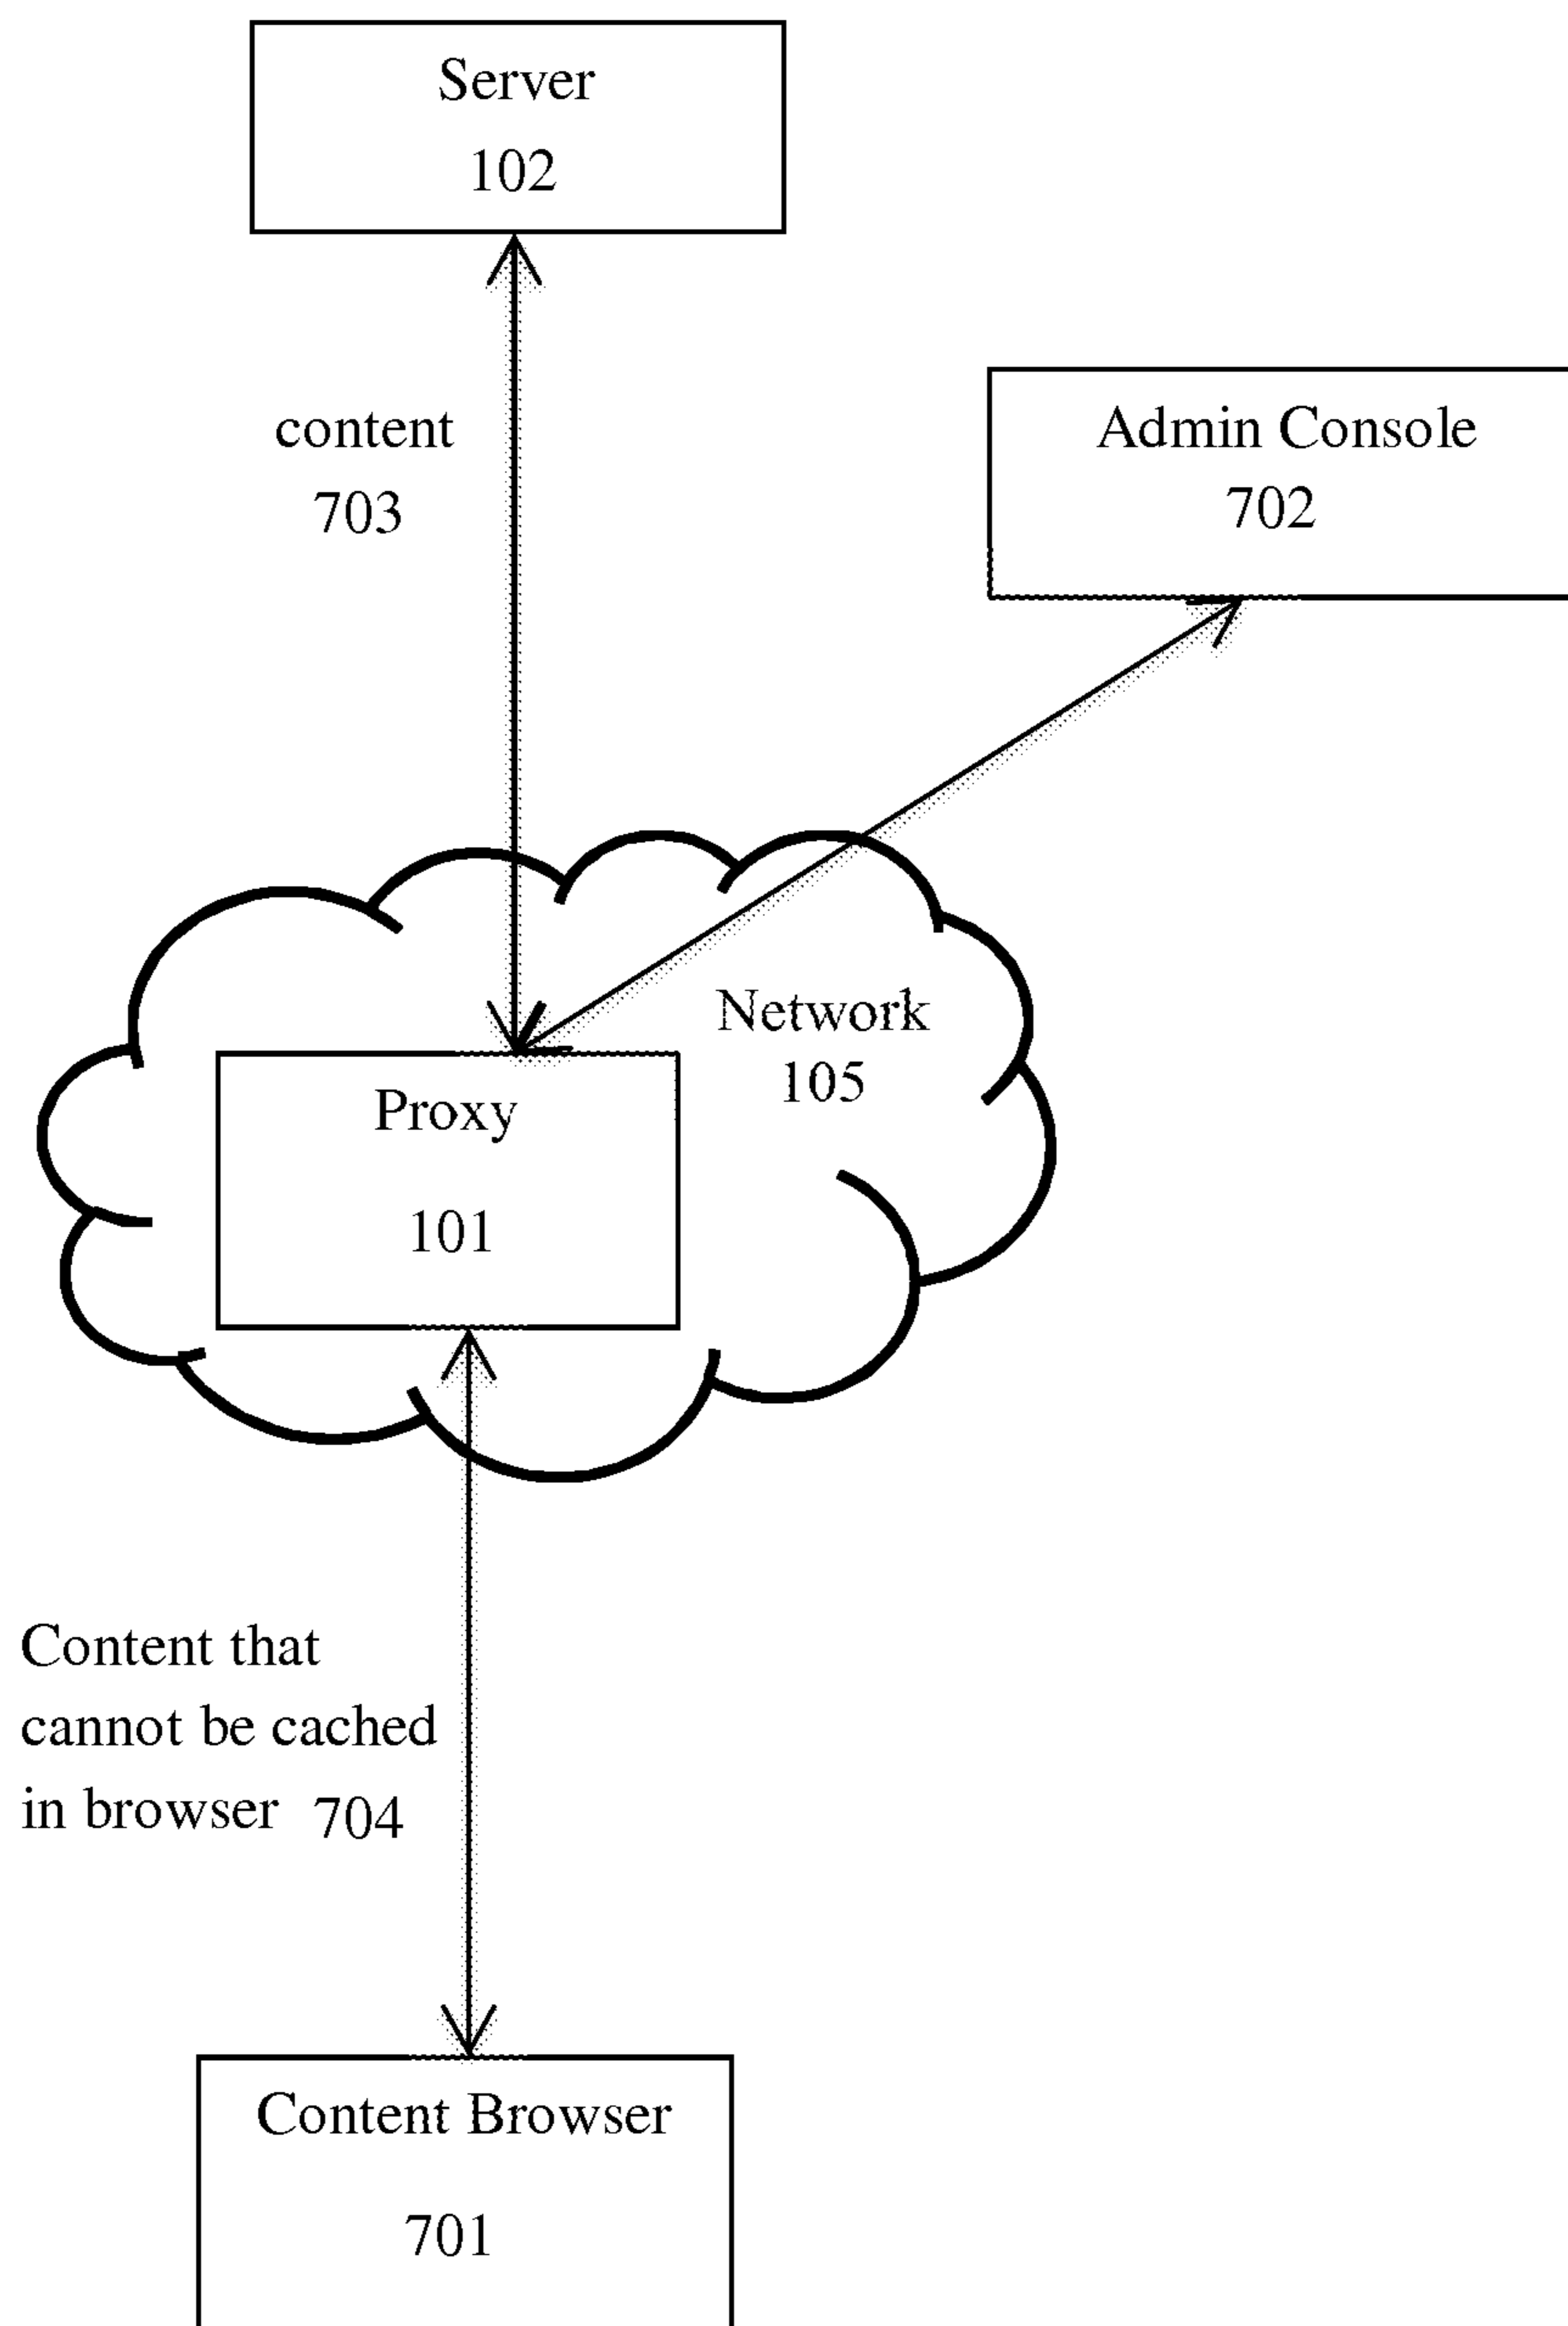 Server
102
content
703
Admin Console
702
Network
105
Proxy
101
Content that
cannot be cached
in browser 704
Content Browser
701